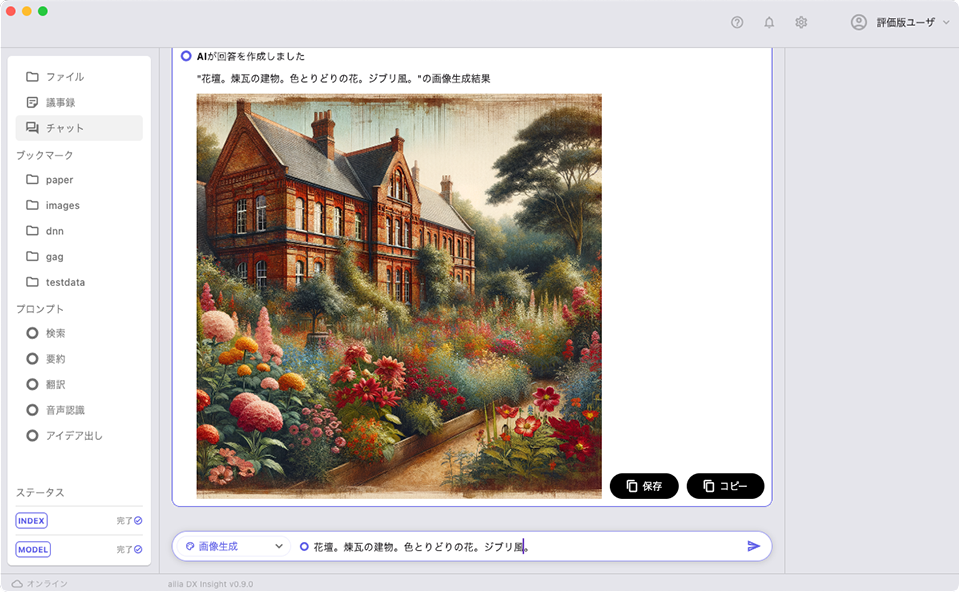 評価版ユーザ
ファイル
議事録
チャット
ブックマーク
paper
images
dnn
gag
testdata
プロンプト
検索
要約
翻訳
音声認識
アイデア出し
ステータス
INDEX 完了
MODEL 完了
AIが回答を作成しました
"花壇。煉瓦の建物。色とりどりの花。ジブリ風。"の画像生成結果
保存 コピー
画像生成 花壇。煉瓦の建物。色とりどりの花。ジブリ風。
オンライン ailia DX Insight v0.9.0